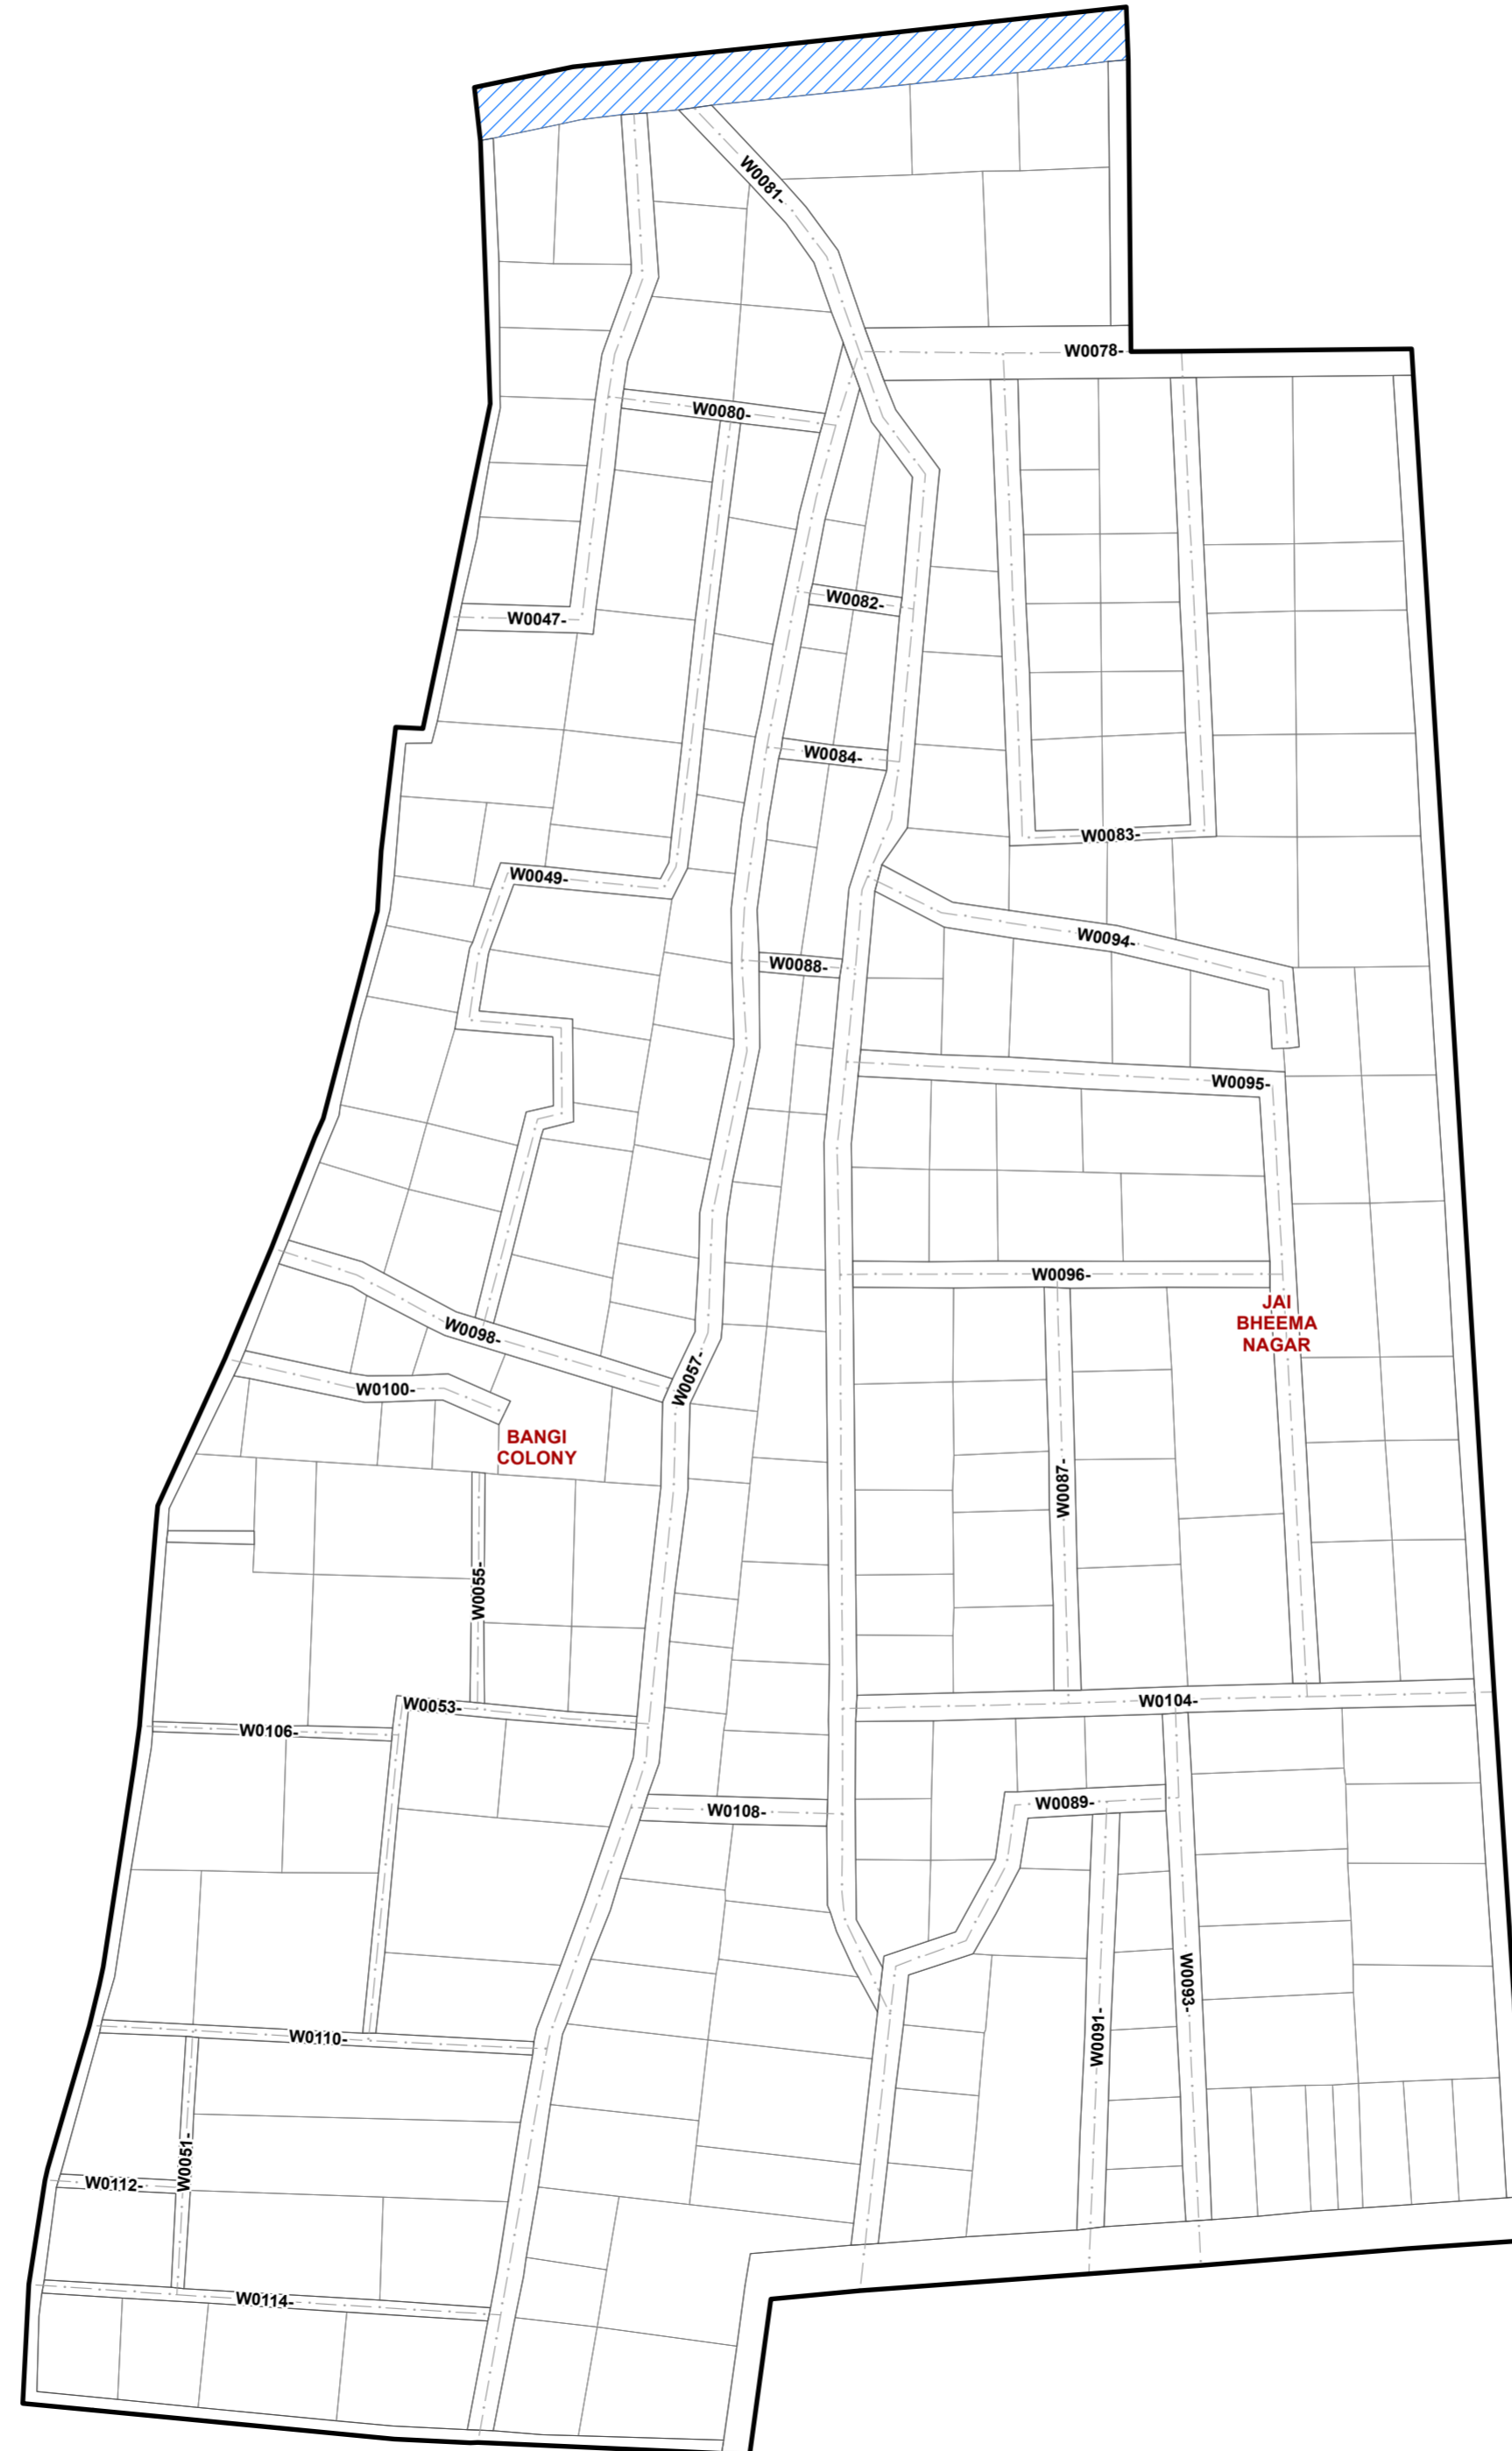 W0081-
W0078-
W0080-
W0082-
W0047-
W0084-
W0083-
W0049-
W0094-
W0088-
W0095-
W0096-
JAI
BHEEMA
NAGAR
W0098-
W0057-
W0100-
BANGI
COLONY
W0087-
W0055-
W0104-
W0053-
W0106-
W0089-
W0108-
W0093-
W0091-
W0110-
W0051-
W0112-
W0114-